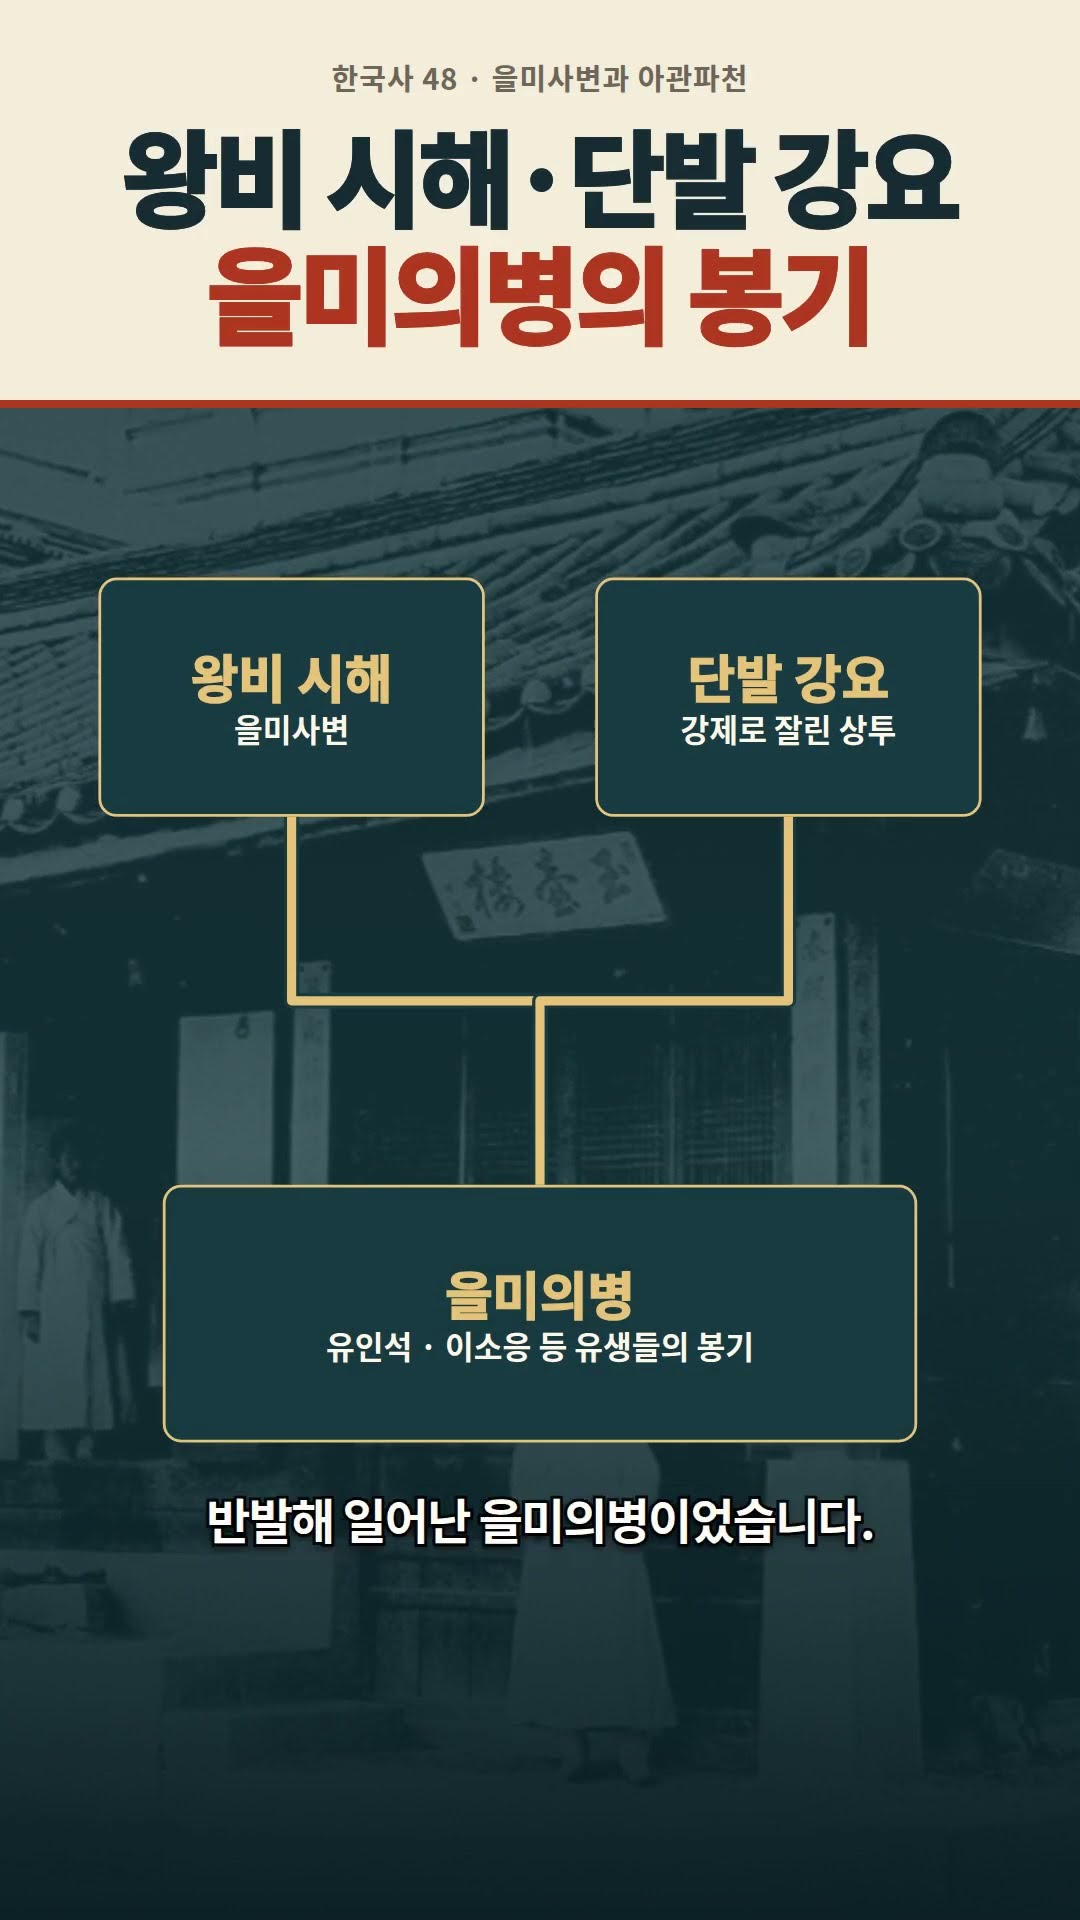 한국사 48 · 을미사변과 아관파천
왕비 시해·단발 강요
을미의병의 봉기
왕비 시해
을미사변
단발 강요
강제로 잘린 상투
을미의병
유인석 · 이소응 등 유생들의 봉기
반발해 일어난 을미의병이었습니다.